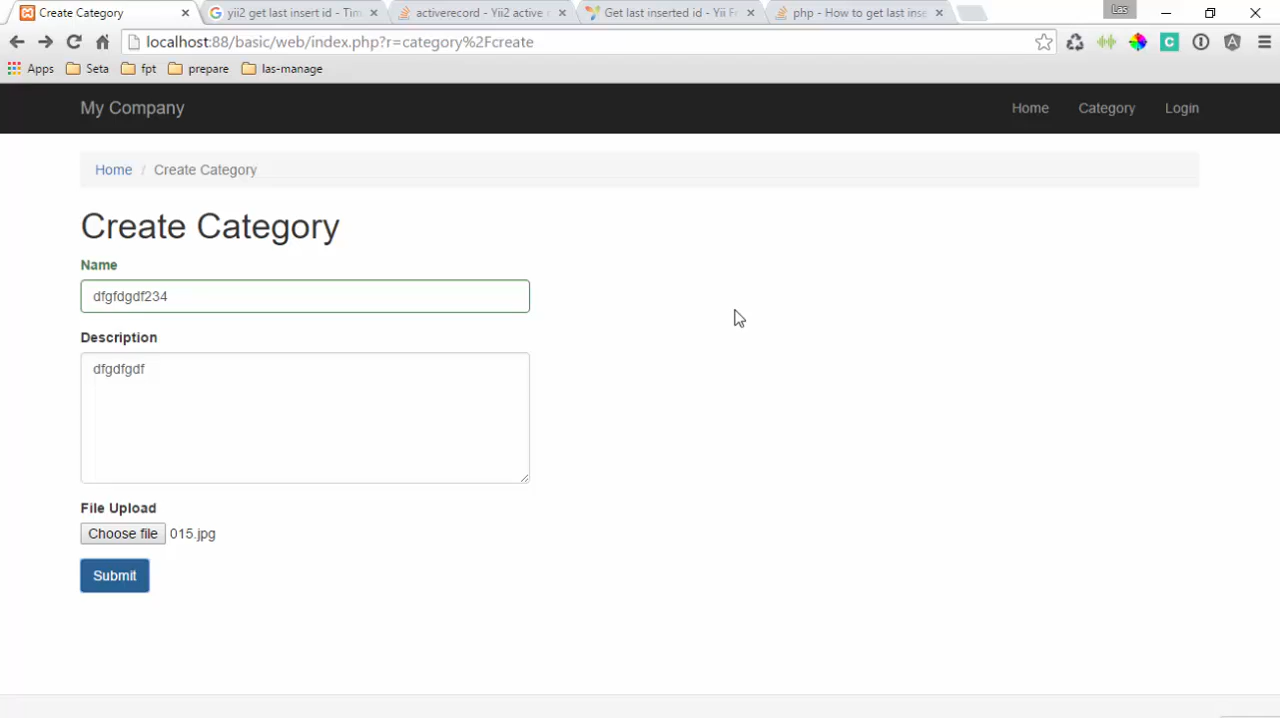 Create Category
yii2 get last insert id - Tim
activerecord - Yii2 active r
Get last inserted id - Yii Fr
php - How to get last inse
Las
localhost:88/basic/web/index.php?r=category%2Fcreate
Apps Seta fpt prepare las-manage
My Company Home Category Login
Home / Create Category
Create Category
Name
dfgfdgdf234
Description
dfgdfgdf
File Upload
Choose file 015.jpg
Submit